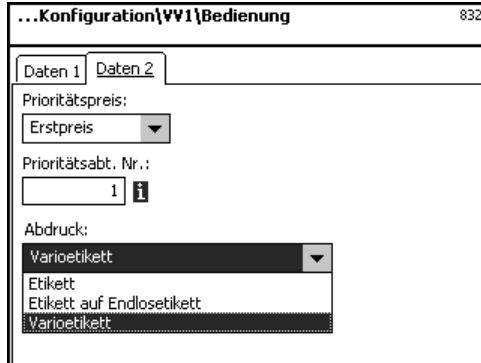 ...Konfiguration\VV1\Bedienung 832
Daten 1 Daten 2
Prioritätspreis:
Erstpreis
Prioritätsabt. Nr.:
1 i
Abdruck:
Varioetikett
Etikett
Etikett auf Endlosetikett
Varioetikett